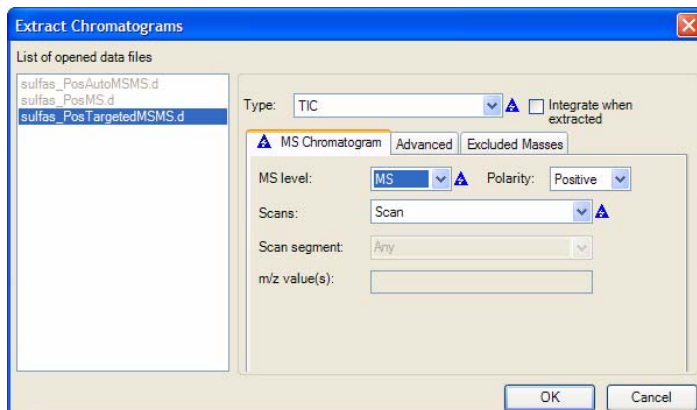 Extract Chromatograms
List of opened data files
sulfas_PosAutoMSMS.d
sulfas_PosMS.d
sulfas_PosTargetedMSMS.d
Type: TIC Integrate when
extracted
MS Chromatogram Advanced Excluded Masses
MS level: MS Polarity: Positive
Scans: Scan
Scan segment: Any
m/z value(s):
OK Cancel